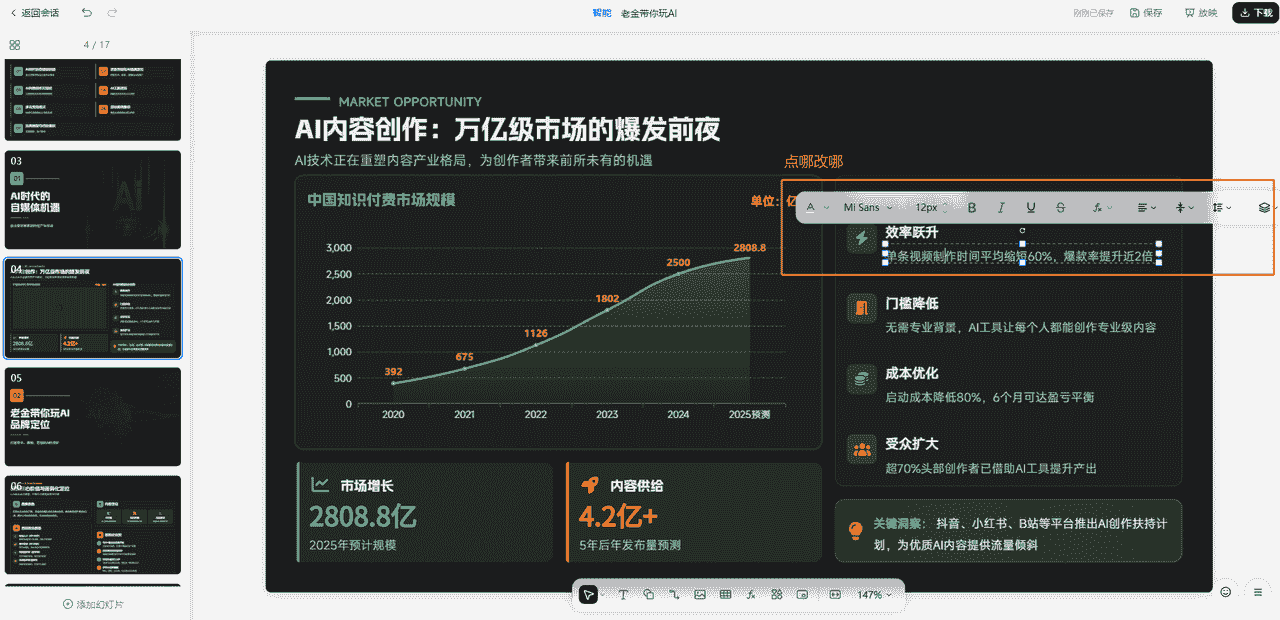 返回会话
智能 老金带你玩AI
刚刚已保存
保存
放映
下载
4 / 17
03
01
AI时代的
自媒体机遇
04
05
02
老金带你玩AI
品牌定位
06
添加幻灯片
MARKET OPPORTUNITY
AI内容创作：万亿级市场的爆发前夜
AI技术正在重塑内容产业格局，为创作者带来前所未有的机遇
点哪改哪
中国知识付费市场规模
单位：亿
3,000
2,500
2,000
1,500
1,000
500
0
392
675
1126
1802
2500
2808.8
2020
2021
2022
2023
2024
2025预测
A
Mi Sans
12px
B
I
U
S
效率跃升
单条视频制作时间平均缩短60%，爆款率提升近2倍
门槛降低
无需专业背景，AI工具让每个人都能创作专业级内容
成本优化
启动成本降低80%，6个月可达盈亏平衡
受众扩大
超70%头部创作者已借助AI工具提升产出
市场增长
2808.8亿
2025年预计规模
内容供给
4.2亿+
5年后年发布量预测
关键洞察： 抖音、小红书、B站等平台推出AI创作扶持计
划，为优质AI内容提供流量倾斜
147%